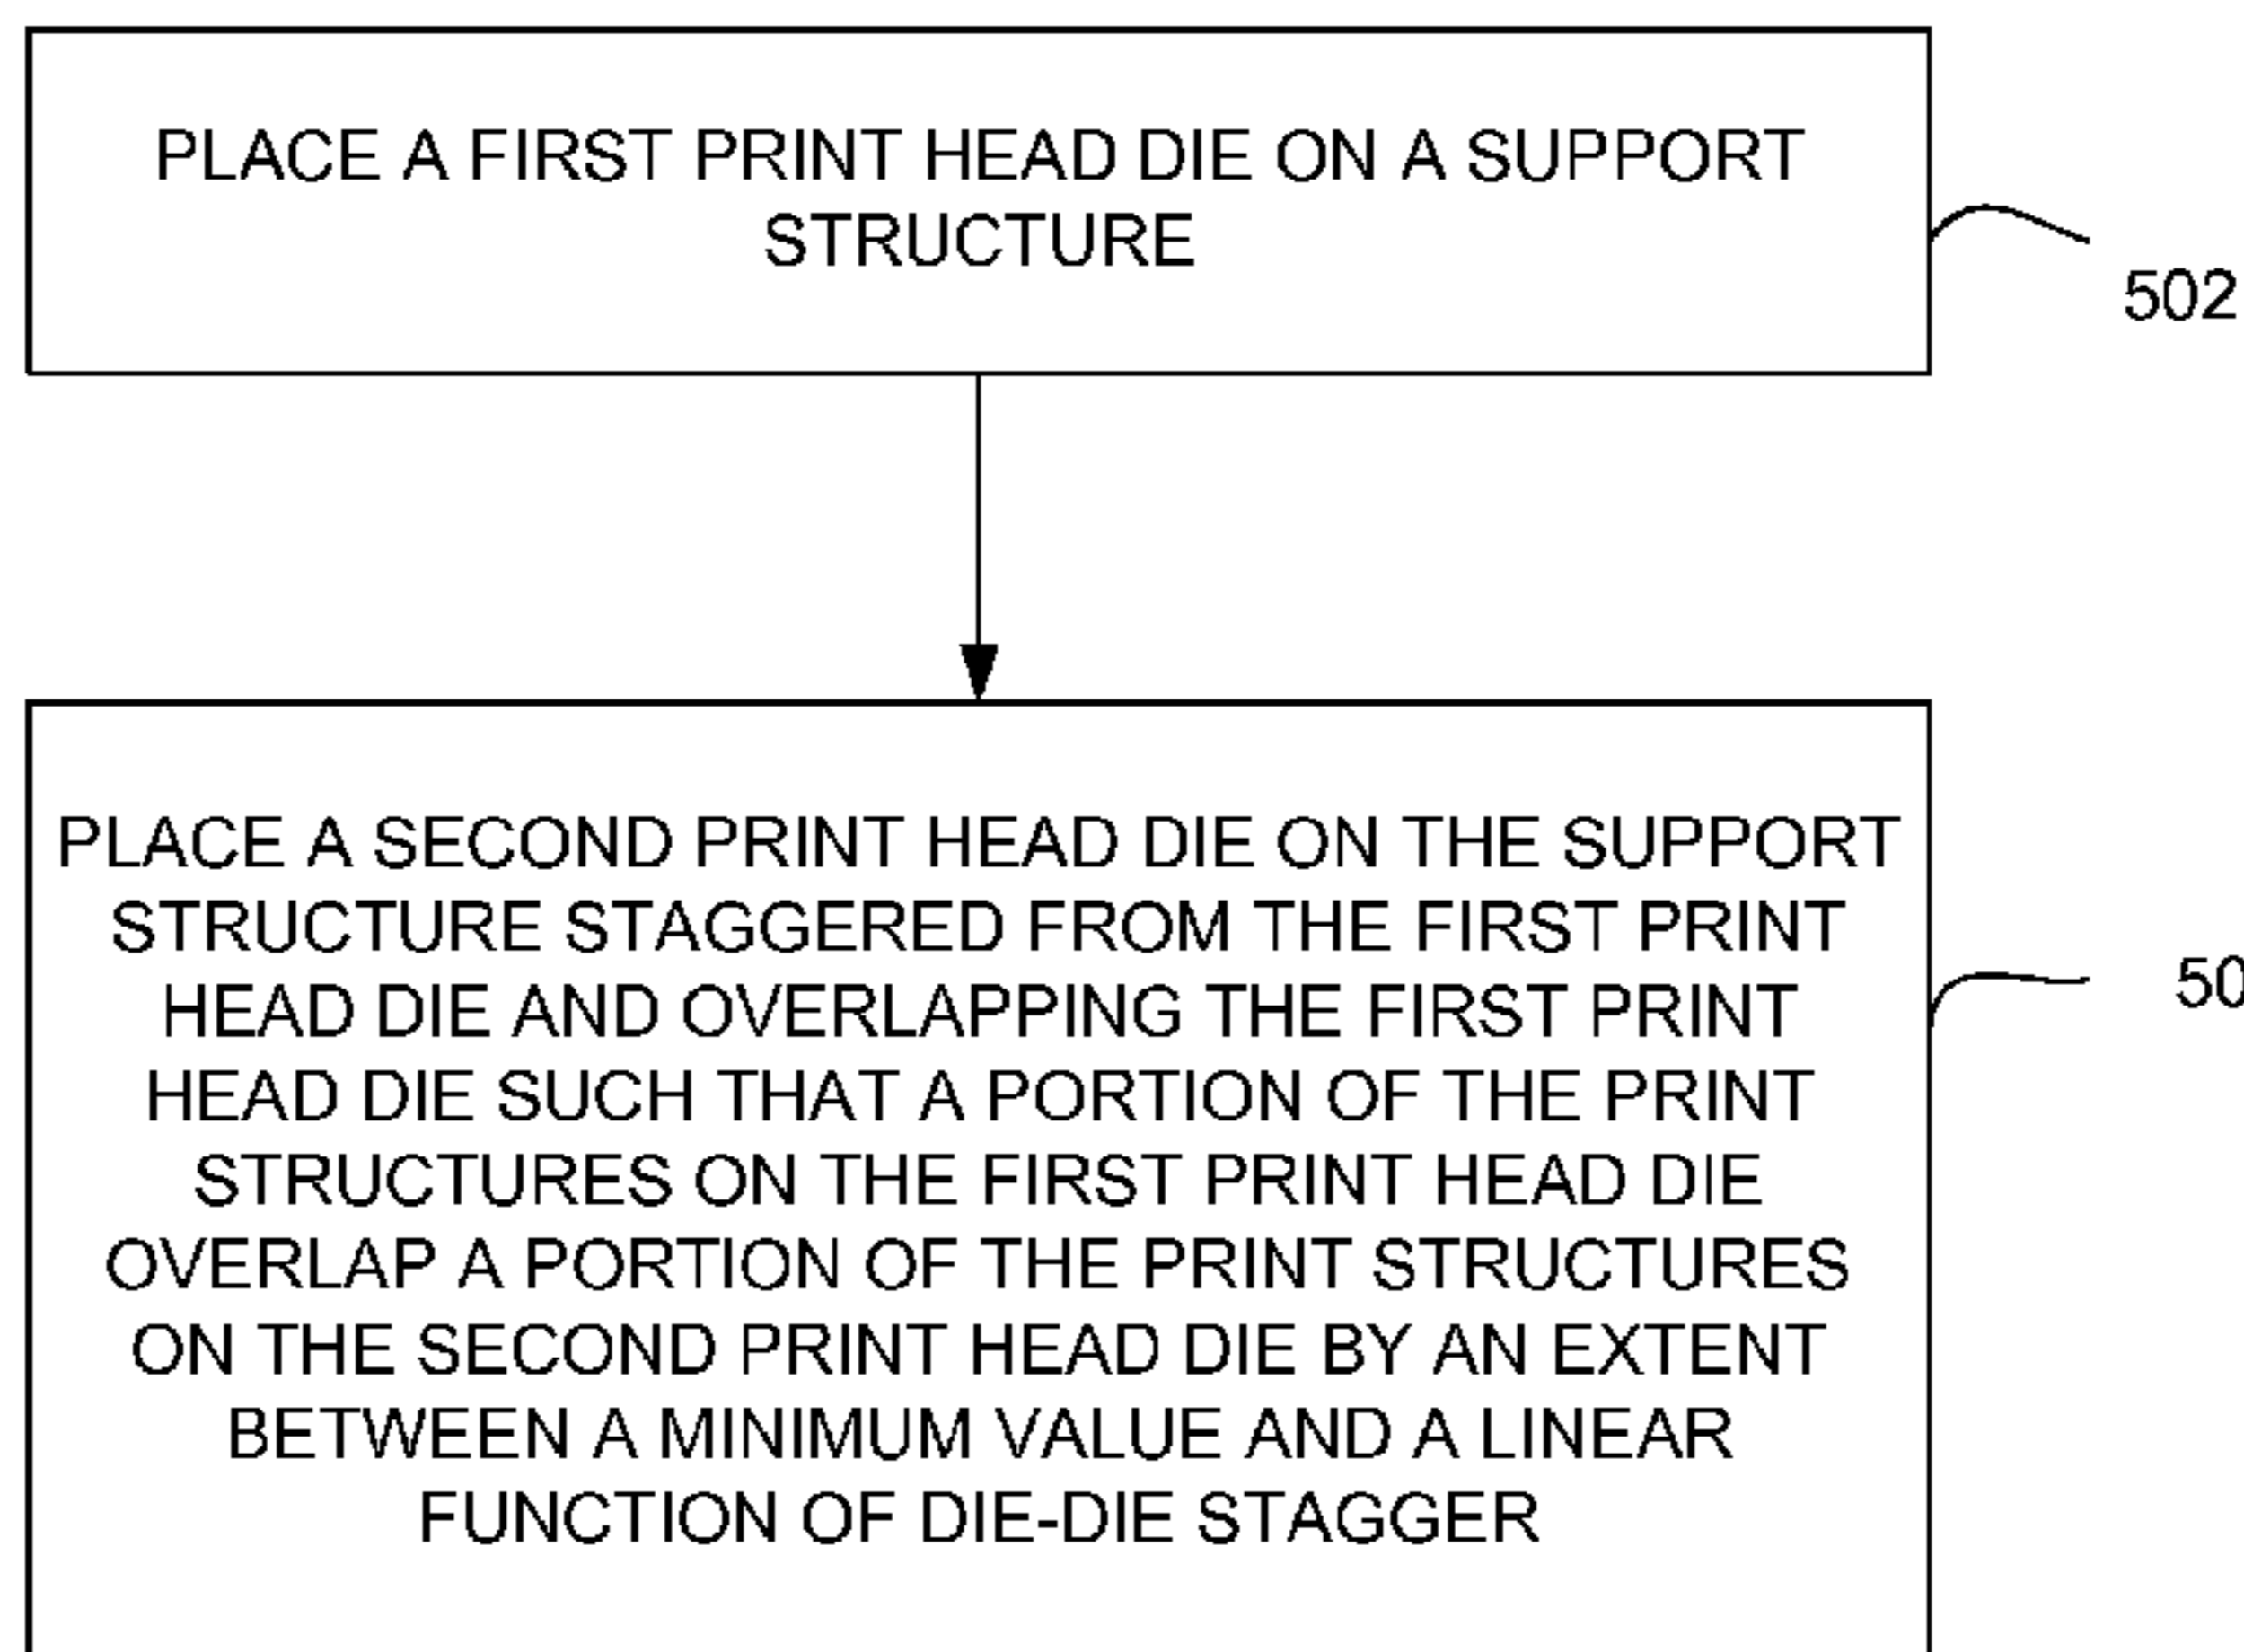 PLACE A FIRST PRINT HEAD DIE ON A SUPPORT
STRUCTURE
502
PLACE A SECOND PRINT HEAD DIE ON THE SUPPORT
STRUCTURE STAGGERED FROM THE FIRST PRINT
HEAD DIE AND OVERLAPPING THE FIRST PRINT
HEAD DIE SUCH THAT A PORTION OF THE PRINT
STRUCTURES ON THE FIRST PRINT HEAD DIE
OVERLAP A PORTION OF THE PRINT STRUCTURES
ON THE SECOND PRINT HEAD DIE BY AN EXTENT
BETWEEN A MINIMUM VALUE AND A LINEAR
FUNCTION OF DIE-DIE STAGGER